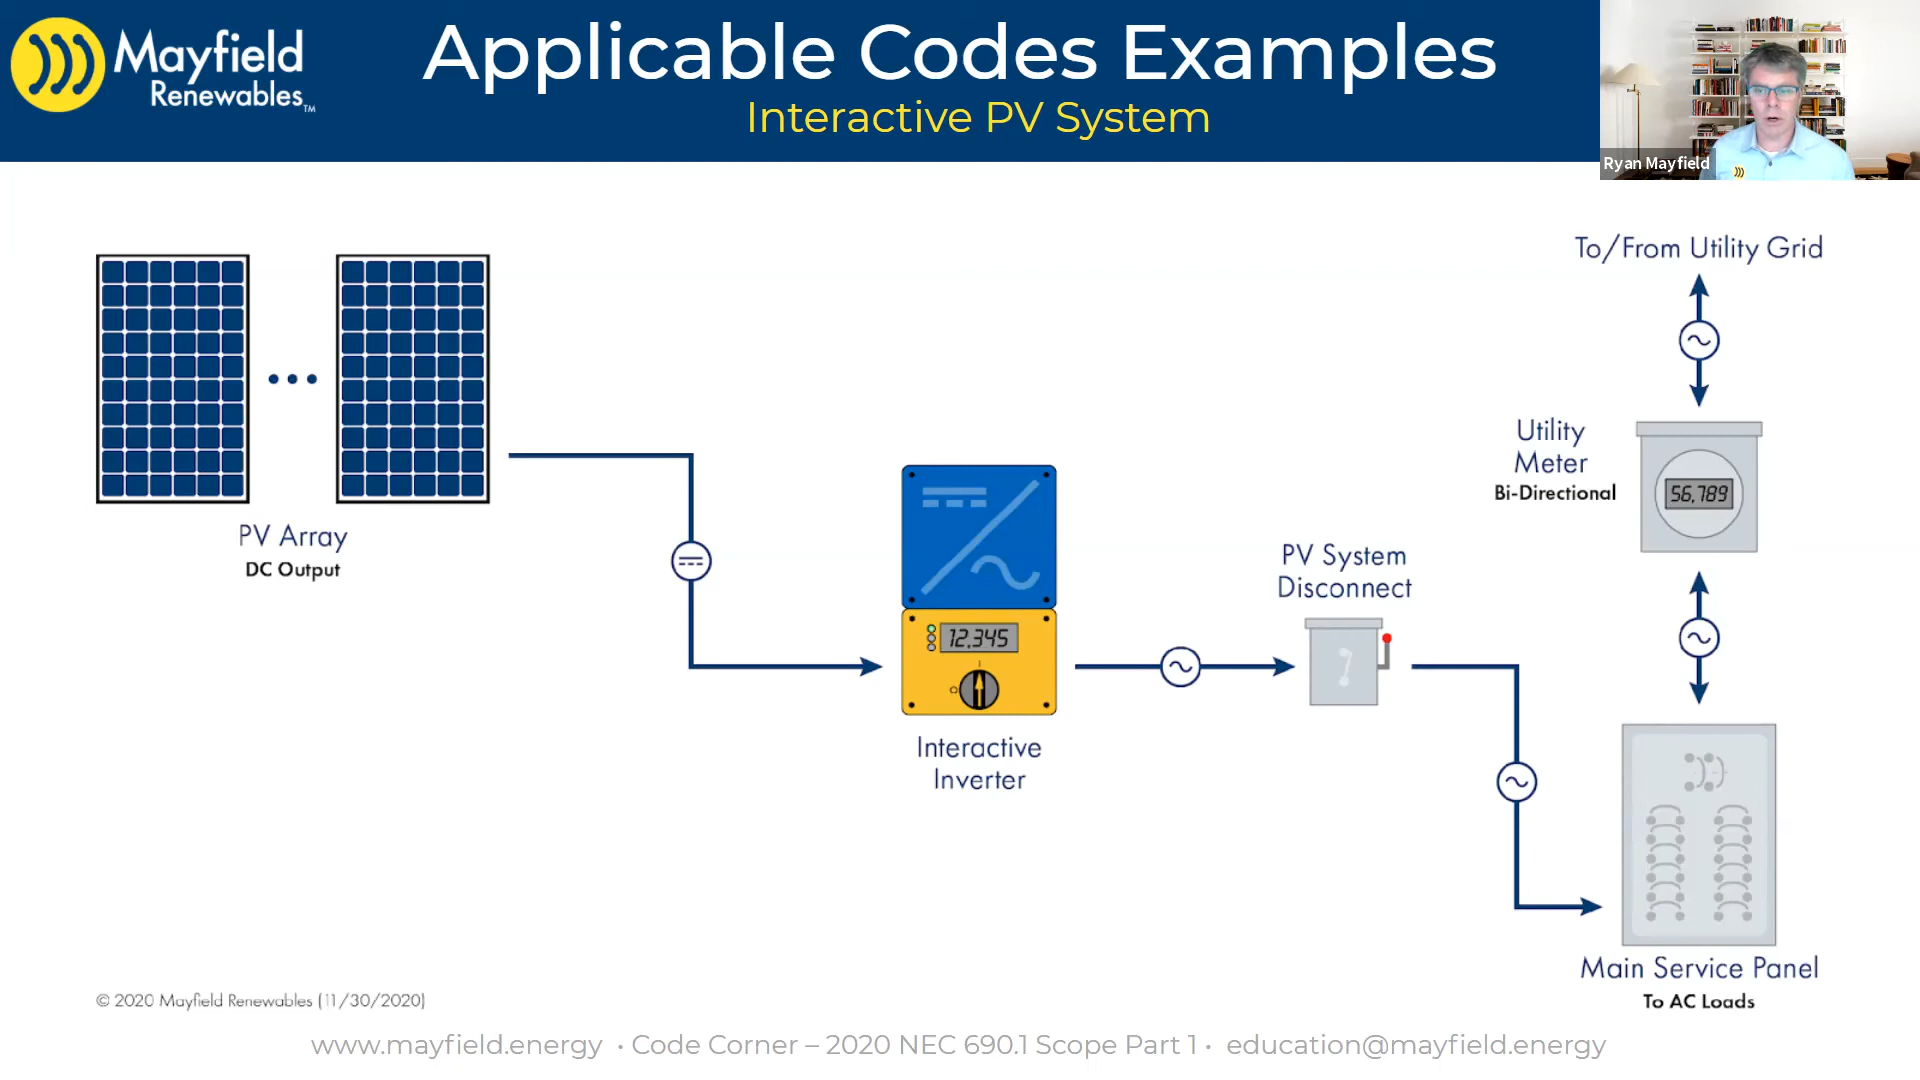 Mayfield
Renewables™
Applicable Codes Examples
Interactive PV System
Ryan Mayfield
To/From Utility Grid
Utility
Meter
Bi-Directional
56,789
PV Array
DC Output
PV System
Disconnect
12,345
Interactive
Inverter
Main Service Panel
To AC Loads
© 2020 Mayfield Renewables (11/30/2020)
www.mayfield.energy • Code Corner – 2020 NEC 690.1 Scope Part 1 • education@mayfield.energy